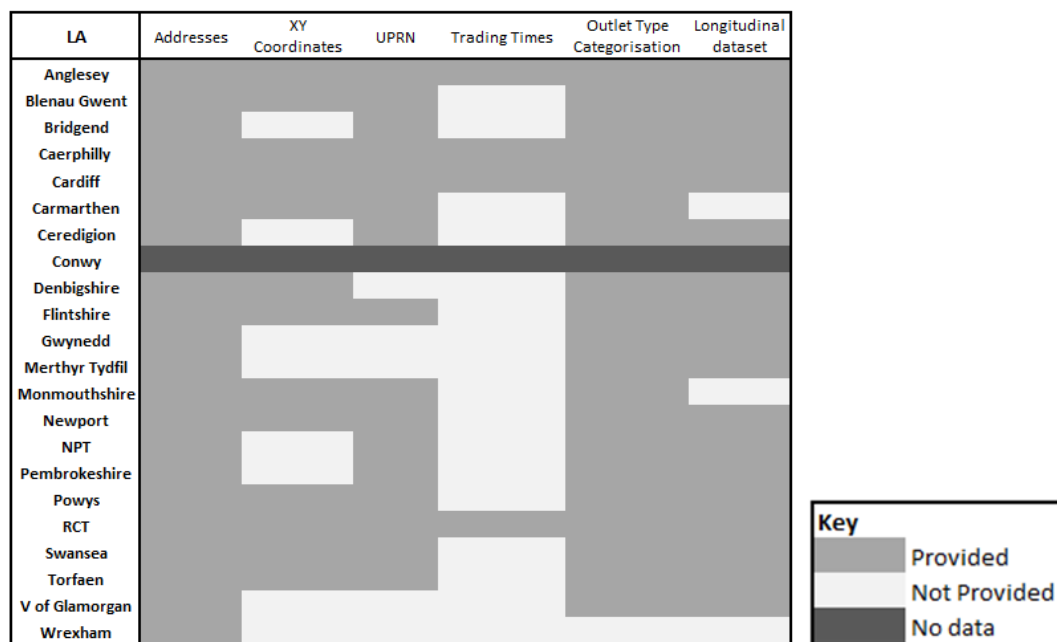 LA Addresses XY Coordinates UPRN Trading Times Outlet Type Categorisation Longitudinal dataset
Anglesey
Blenau Gwent
Bridgend
Caerphilly
Cardiff
Carmarthen
Ceredigion
Conwy
Denbigshire
Flintshire
Gwynedd
Merthyr Tydfil
Monmouthshire
Newport
NPT
Pembrokeshire
Powys
RCT
Swansea
Torfaen
V of Glamorgan
Wrexham
Key
Provided
Not Provided
No data